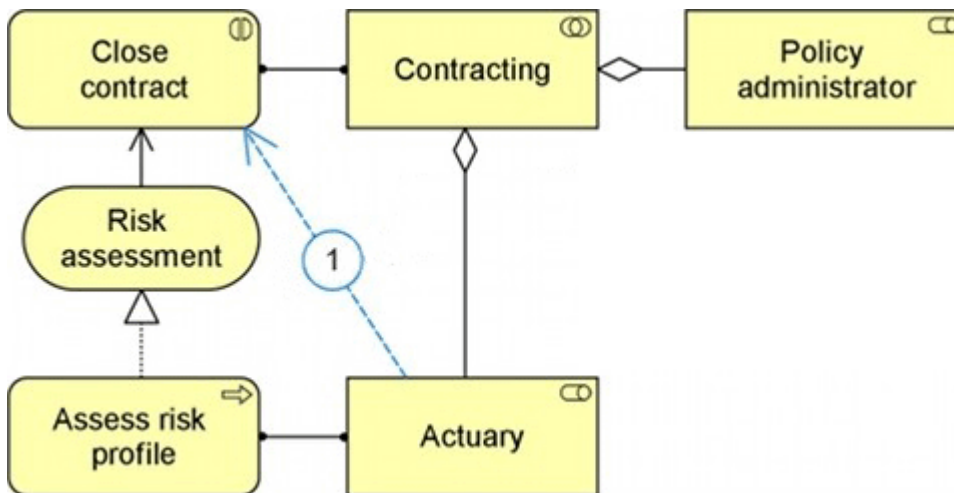 Close
contract
Contracting
Policy
administrator
Risk
assessment
1
Assess risk
profile
Actuary